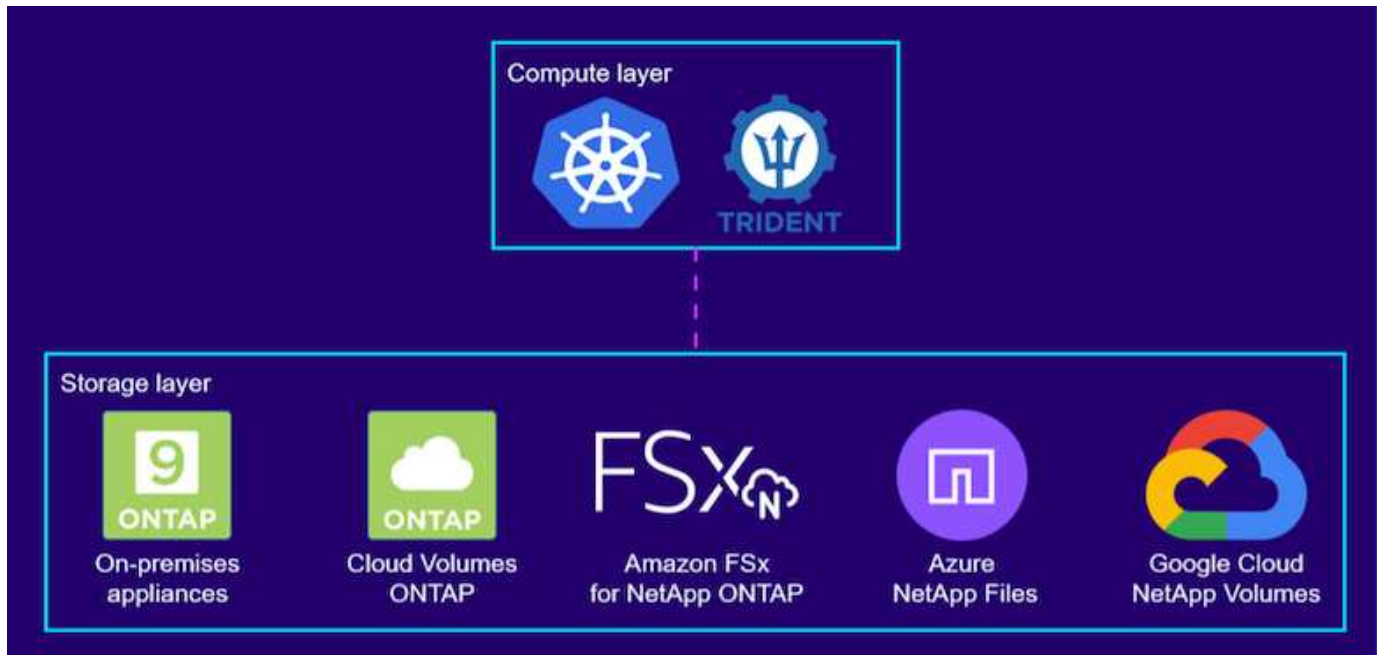 Compute layer
TRIDENT
Storage layer
9
ONTAP
On-premises
appliances
ONTAP
Cloud Volumes
ONTAP
FSx N
Amazon FSx
for NetApp ONTAP
Azure
NetApp Files
Google Cloud
NetApp Volumes